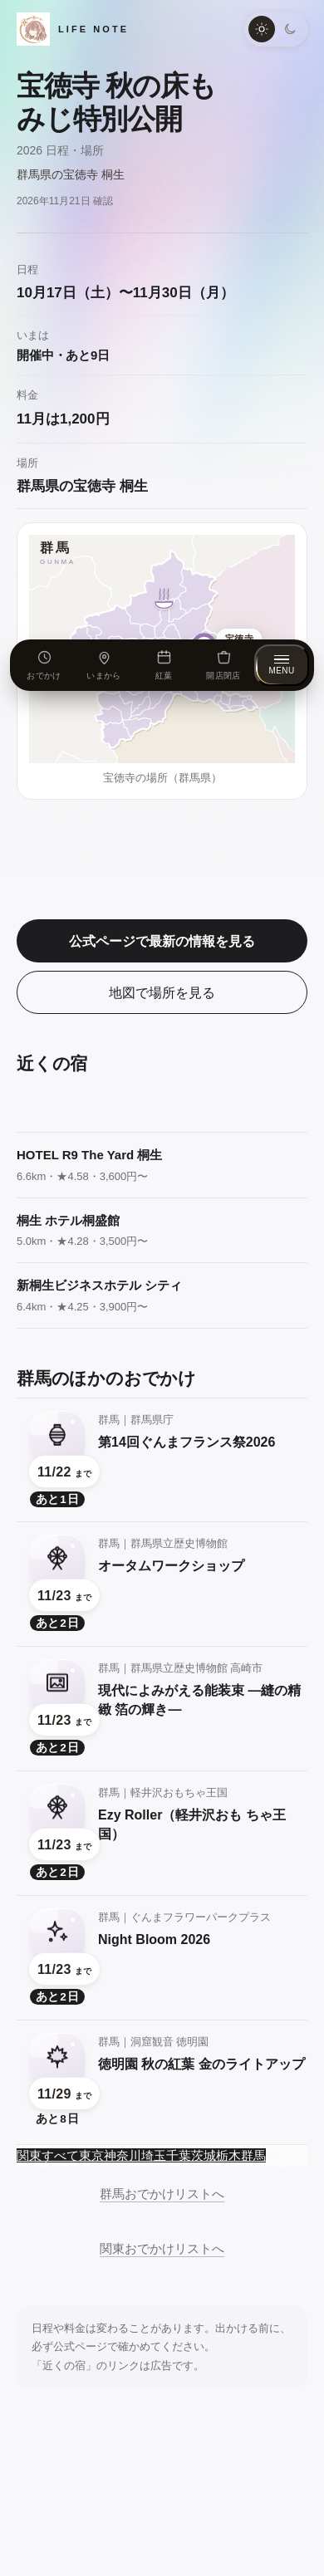 LIFE NOTE
宝徳寺 秋の床も
みじ特別公開
2026 日程・場所
群馬県の宝徳寺 桐生
2026年11月21日 確認
日程
10月17日（土）〜11月30日（月）
いまは
開催中・あと9日
料金
11月は1,200円
場所
群馬県の宝徳寺 桐生
群馬
GUNMA
宝徳寺
おでかけ
いまから
紅葉
開店閉店
MENU
宝徳寺の場所（群馬県）
公式ページで最新の情報を見る
地図で場所を見る
近くの宿
HOTEL R9 The Yard 桐生
6.6km・★4.58・3,600円〜
桐生 ホテル桐盛館
5.0km・★4.28・3,500円〜
新桐生ビジネスホテル シティ
6.4km・★4.25・3,900円〜
群馬のほかのおでかけ
群馬｜群馬県庁
第14回ぐんまフランス祭2026
11/22 まで
あと1日
群馬｜群馬県立歴史博物館
オータムワークショップ
11/23 まで
あと2日
群馬｜群馬県立歴史博物館 高崎市
現代によみがえる能装束 ―縫の精
緻 箔の輝き―
11/23 まで
あと2日
群馬｜軽井沢おもちゃ王国
Ezy Roller（軽井沢おも ちゃ王
国）
11/23 まで
あと2日
群馬｜ぐんまフラワーパークプラス
Night Bloom 2026
11/23 まで
あと2日
群馬｜洞窟観音 徳明園
徳明園 秋の紅葉 金のライトアップ
11/29 まで
あと8日
関東すべて東京神奈川埼玉千葉茨城栃木群馬
群馬おでかけリストへ
関東おでかけリストへ
日程や料金は変わることがあります。出かける前に、
必ず公式ページで確かめてください。
「近くの宿」のリンクは広告です。